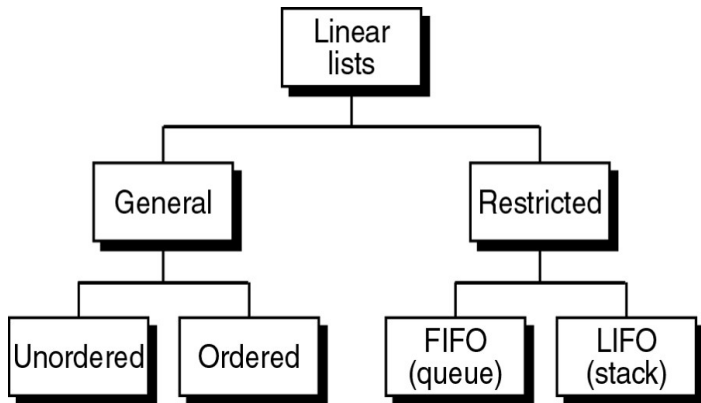 Linear
lists
General
Restricted
Unordered
Ordered
FIFO
(queue)
LIFO
(stack)